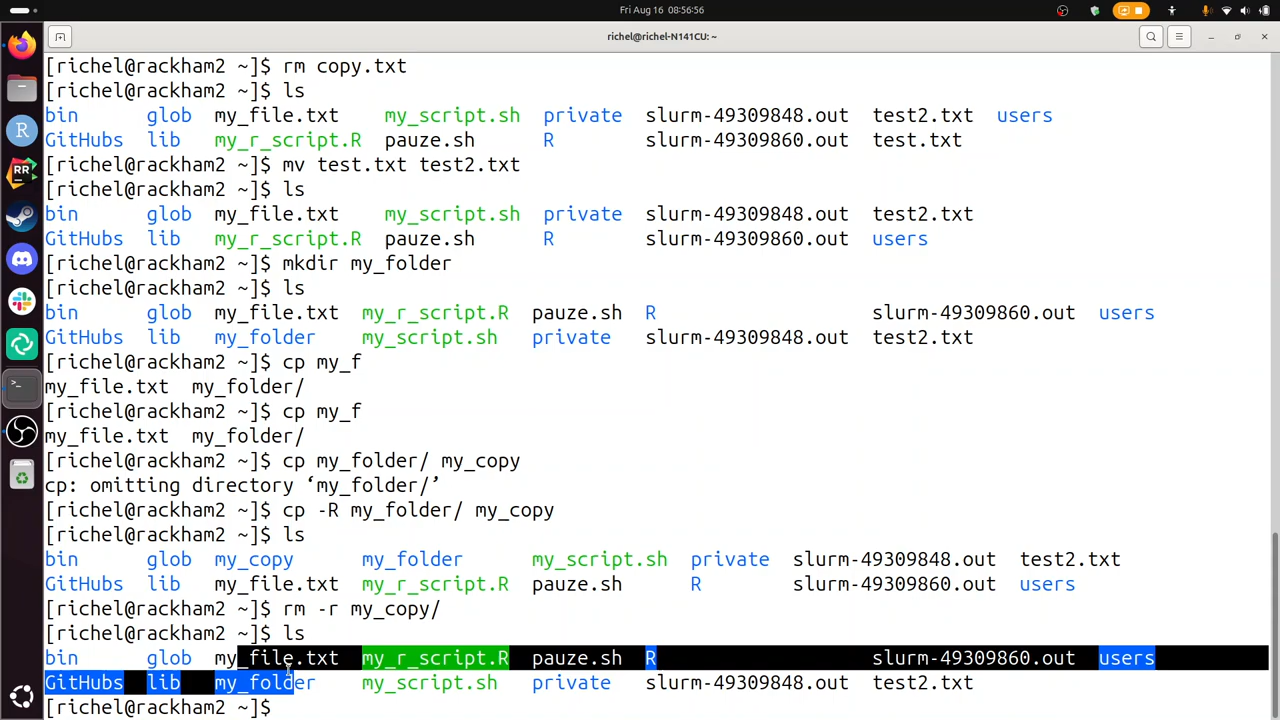 Fri Aug 16 08:56:56
richel@richel-N141CU: ~
[richel@rackham2 ~]$ rm copy.txt
[richel@rackham2 ~]$ ls
bin glob my_file.txt my_script.sh private slurm-49309848.out test2.txt users
GitHubs lib my_r_script.R pauze.sh R slurm-49309860.out test.txt
[richel@rackham2 ~]$ mv test.txt test2.txt
[richel@rackham2 ~]$ ls
bin glob my_file.txt my_script.sh private slurm-49309848.out test2.txt
GitHubs lib my_r_script.R pauze.sh R slurm-49309860.out users
[richel@rackham2 ~]$ mkdir my_folder
[richel@rackham2 ~]$ ls
bin glob my_file.txt my_r_script.R pauze.sh R slurm-49309860.out users
GitHubs lib my_folder my_script.sh private slurm-49309848.out test2.txt
[richel@rackham2 ~]$ cp my_f
my_file.txt my_folder/
[richel@rackham2 ~]$ cp my_f
my_file.txt my_folder/
[richel@rackham2 ~]$ cp my_folder/ my_copy
cp: omitting directory ‘my_folder/’
[richel@rackham2 ~]$ cp -R my_folder/ my_copy
[richel@rackham2 ~]$ ls
bin glob my_copy my_folder my_script.sh private slurm-49309848.out test2.txt
GitHubs lib my_file.txt my_r_script.R pauze.sh R slurm-49309860.out users
[richel@rackham2 ~]$ rm -r my_copy/
[richel@rackham2 ~]$ ls
bin glob my_file.txt my_r_script.R pauze.sh R slurm-49309860.out users
GitHubs lib my_folder my_script.sh private slurm-49309848.out test2.txt
[richel@rackham2 ~]$